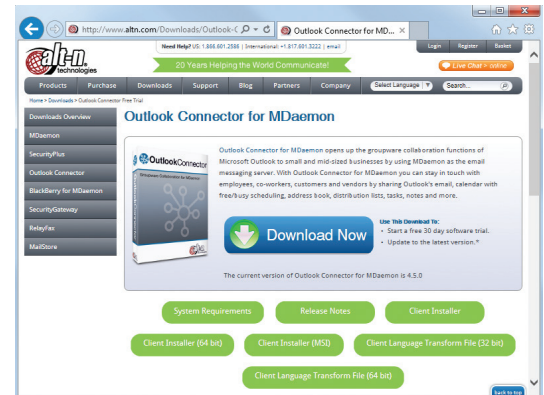 http://www.altn.com/Downloads/Outlook-C
Outlook Connector for MD...
alt-n
technologies
Need Help? US: 1.866.601.2586 | International: +1.817.601.3222 | email
Login Register Basket
20 Years Helping the World Communicate!
Live Chat > online
Products Purchase Downloads Support Blog Partners Company Select Language Search...
Home > Downloads > Outlook Connector Free Trial
Downloads Overview
MDaemon
SecurityPlus
Outlook Connector
BlackBerry for MDaemon
SecurityGateway
RelayFax
MailStore
Outlook Connector for MDaemon
OutlookConnector
Groupware Collaboration for MDaemon
Outlook Connector for MDaemon opens up the groupware collaboration functions of
Microsoft Outlook to small and mid-sized businesses by using MDaemon as the email
messaging server. With Outlook Connector for MDaemon you can stay in touch with
employees, co-workers, customers and vendors by sharing Outlook's email, calendar with
free/busy scheduling, address book, distribution lists, tasks, notes and more.
Download Now
Use This Download To:
Start a free 30 day software trial.
Update to the latest version.*
The current version of Outlook Connector for MDaemon is 4.5.0
System Requirements
Release Notes
Client Installer
Client Installer (64 bit)
Client Installer (MSI)
Client Language Transform File (32 bit)
Client Language Transform File (64 bit)
back to top